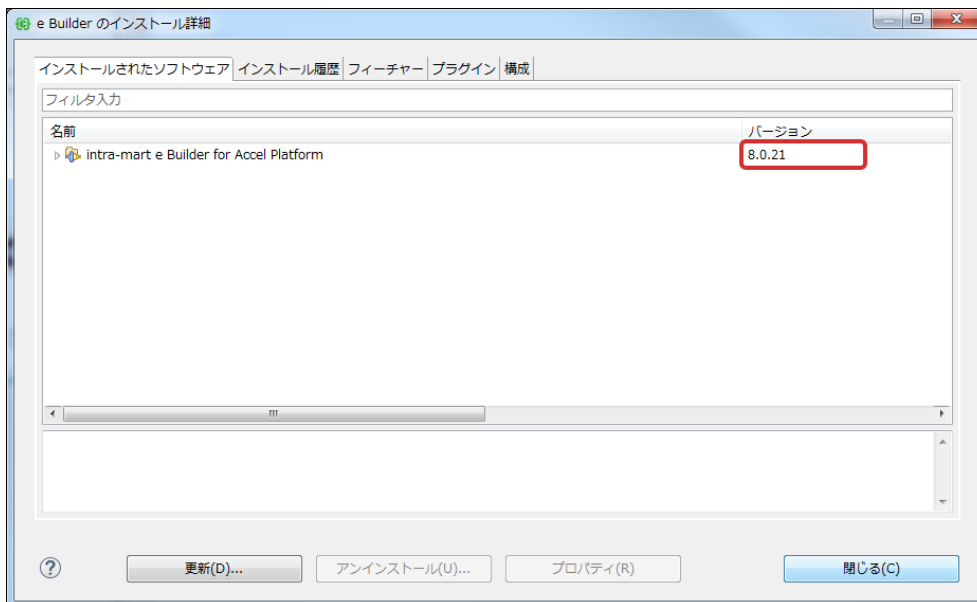 e Builder のインストール詳細
インストールされたソフトウェア インストール履歴 フィーチャー プラグイン 構成
フィルタ入力
名前 バージョン
intra-mart e Builder for Accel Platform 8.0.21
更新(D)... アンインストール(U)... プロパティ(R) 閉じる(C)